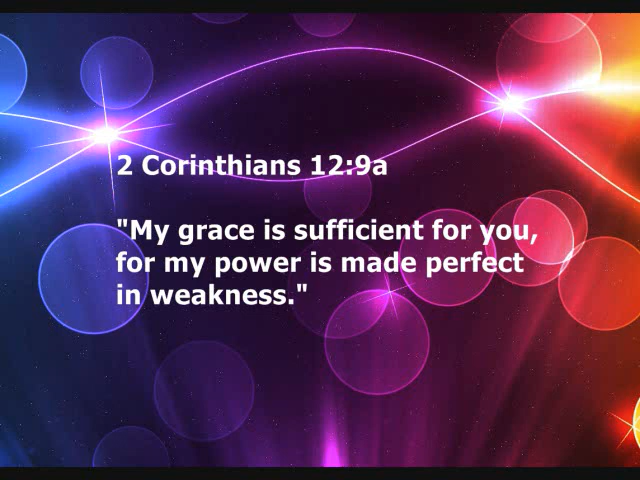 2 Corinthians 12:9a
"My grace is sufficient for you,
for my power is made perfect
in weakness."